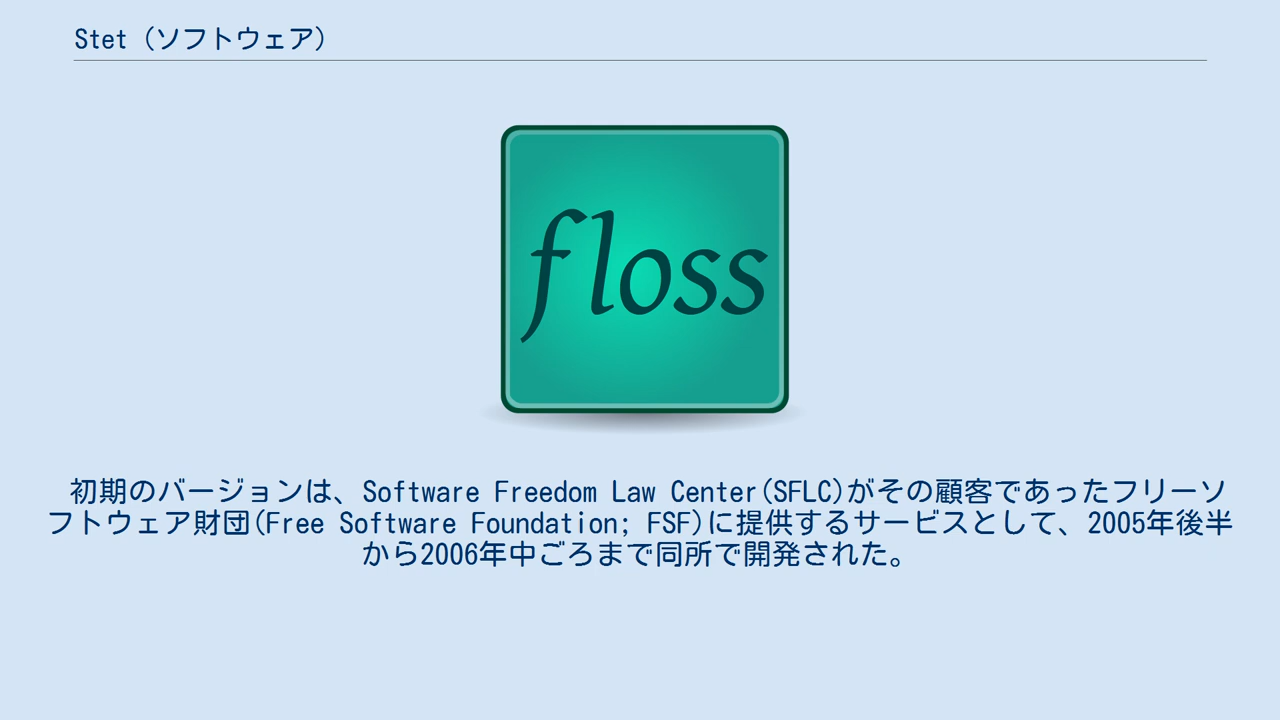 Stet (ソフトウェア)
floss
初期のバージョンは、Software Freedom Law Center(SFLC)がその顧客であったフリーソ
フトウェア財団(Free Software Foundation; FSF)に提供するサービスとして、2005年後半
から2006年中ごろまで同所で開発された。